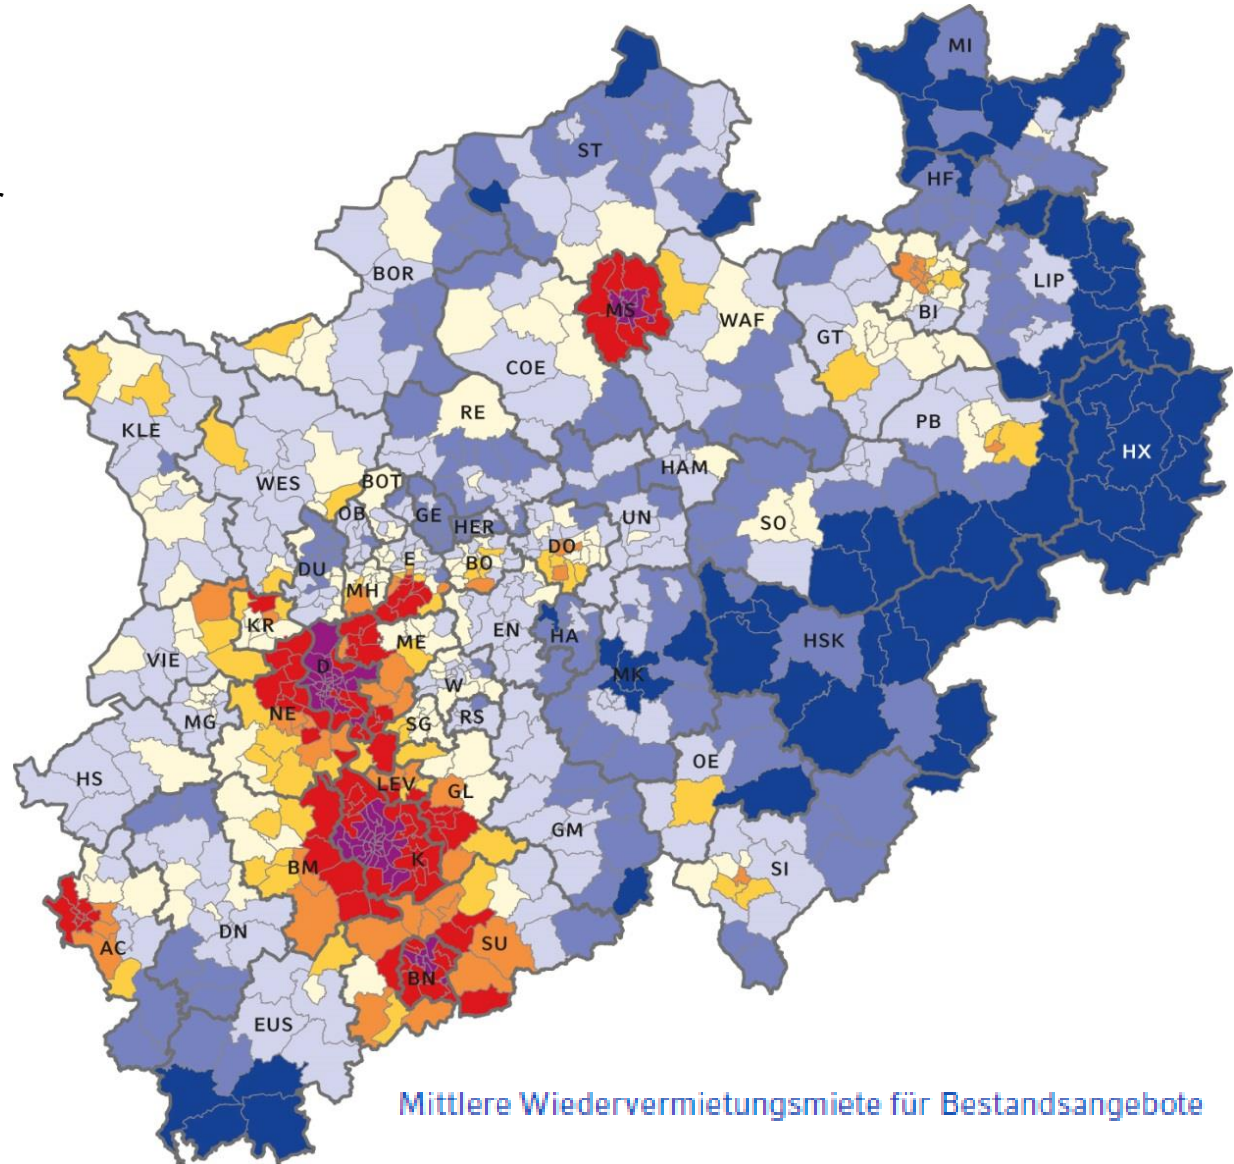 MI
ST
HF
BOR
LIP
MS
BI
WAF
GT
COE
RE
PB
KLE
HX
HAM
BOT
WES
OB
GE
HER
UN
SO
DO
E
BO
DU
MH
KR
EN
HA
ME
HSK
VIE
D
W
MK
NE
MG
SG
RS
OE
HS
LEV
GL
GM
K
BM
SI
DN
AC
SU
BN
EUS
Mittlere Wiedervermietungsmiete für Bestandsangebote